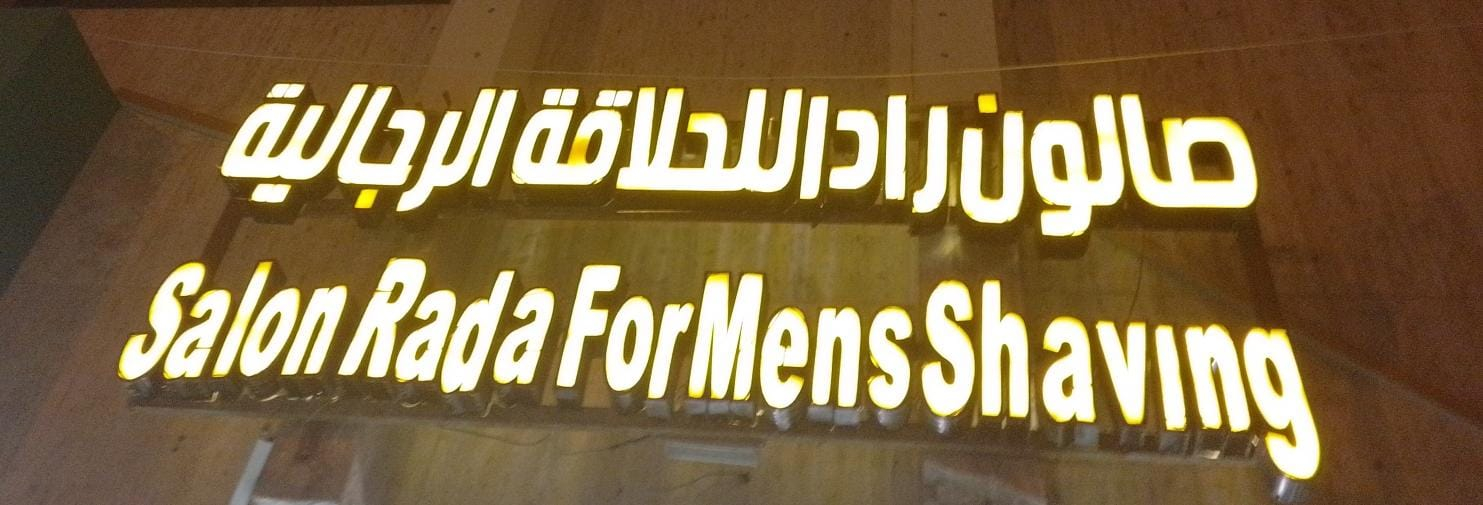 صالون رادا للحلاقة الرجالية
Salon Rada For Mens Shaving